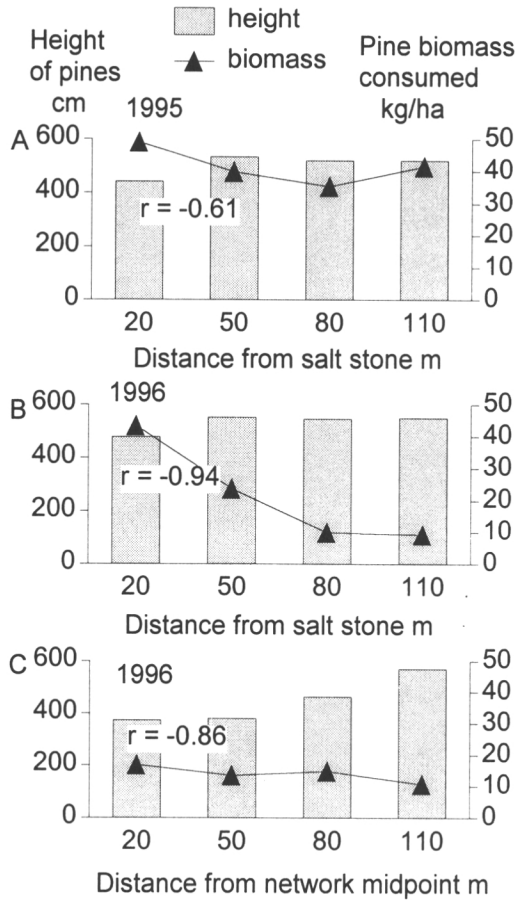 height
biomass
Height
of pines
cm
Pine biomass
consumed
kg/ha
A
1995
600
400
200
0
r = -0.61
50
40
30
20
10
0
20 50 80 110
Distance from salt stone m
B
1996
600
400
200
0
r = -0.94
50
40
30
20
10
0
20 50 80 110
Distance from salt stone m
C
1996
600
400
200
0
r = -0.86
50
40
30
20
10
0
20 50 80 110
Distance from network midpoint m